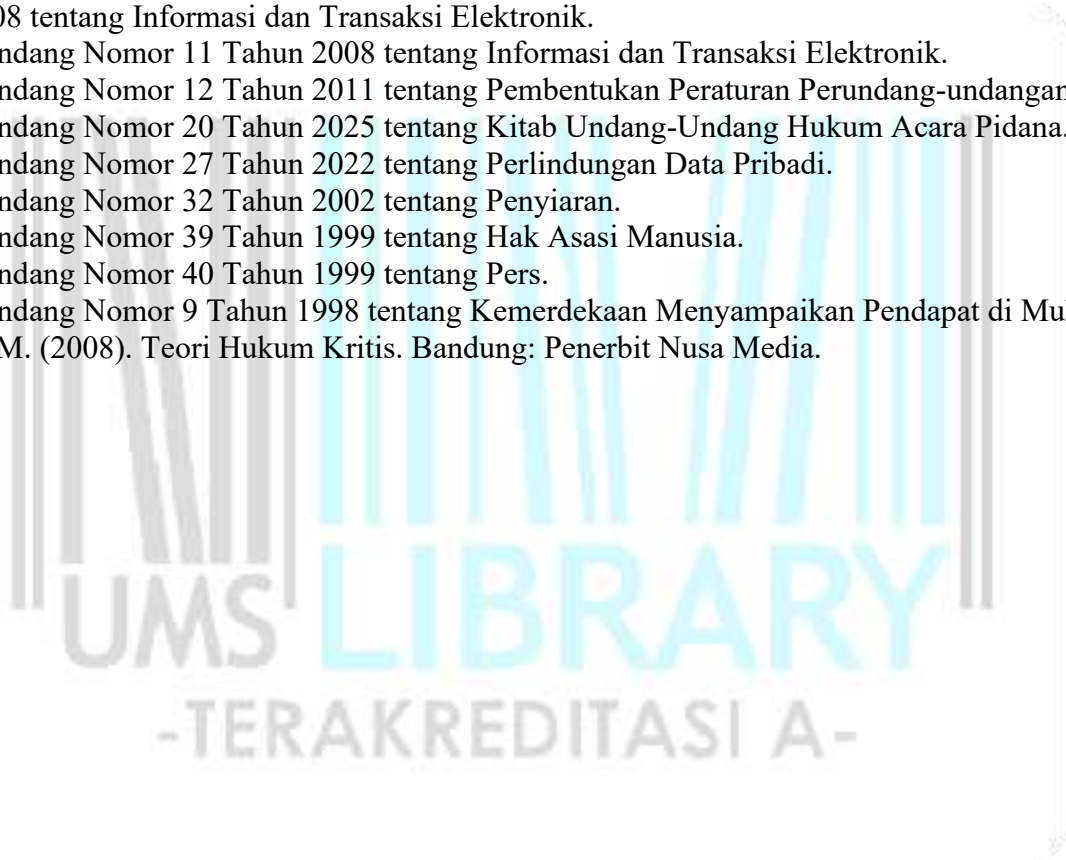 08 tentang Informasi dan Transaksi Elektronik.
ndang Nomor 11 Tahun 2008 tentang Informasi dan Transaksi Elektronik.
ndang Nomor 12 Tahun 2011 tentang Pembentukan Peraturan Perundang-undangan
ndang Nomor 20 Tahun 2025 tentang Kitab Undang-Undang Hukum Acara Pidana.
ndang Nomor 27 Tahun 2022 tentang Perlindungan Data Pribadi.
ndang Nomor 32 Tahun 2002 tentang Penyiaran.
ndang Nomor 39 Tahun 1999 tentang Hak Asasi Manusia.
ndang Nomor 40 Tahun 1999 tentang Pers.
ndang Nomor 9 Tahun 1998 tentang Kemerdekaan Menyampaikan Pendapat di Mu
M. (2008). Teori Hukum Kritis. Bandung: Penerbit Nusa Media.
UMS LIBRARY
-TERAKREDITASI A-